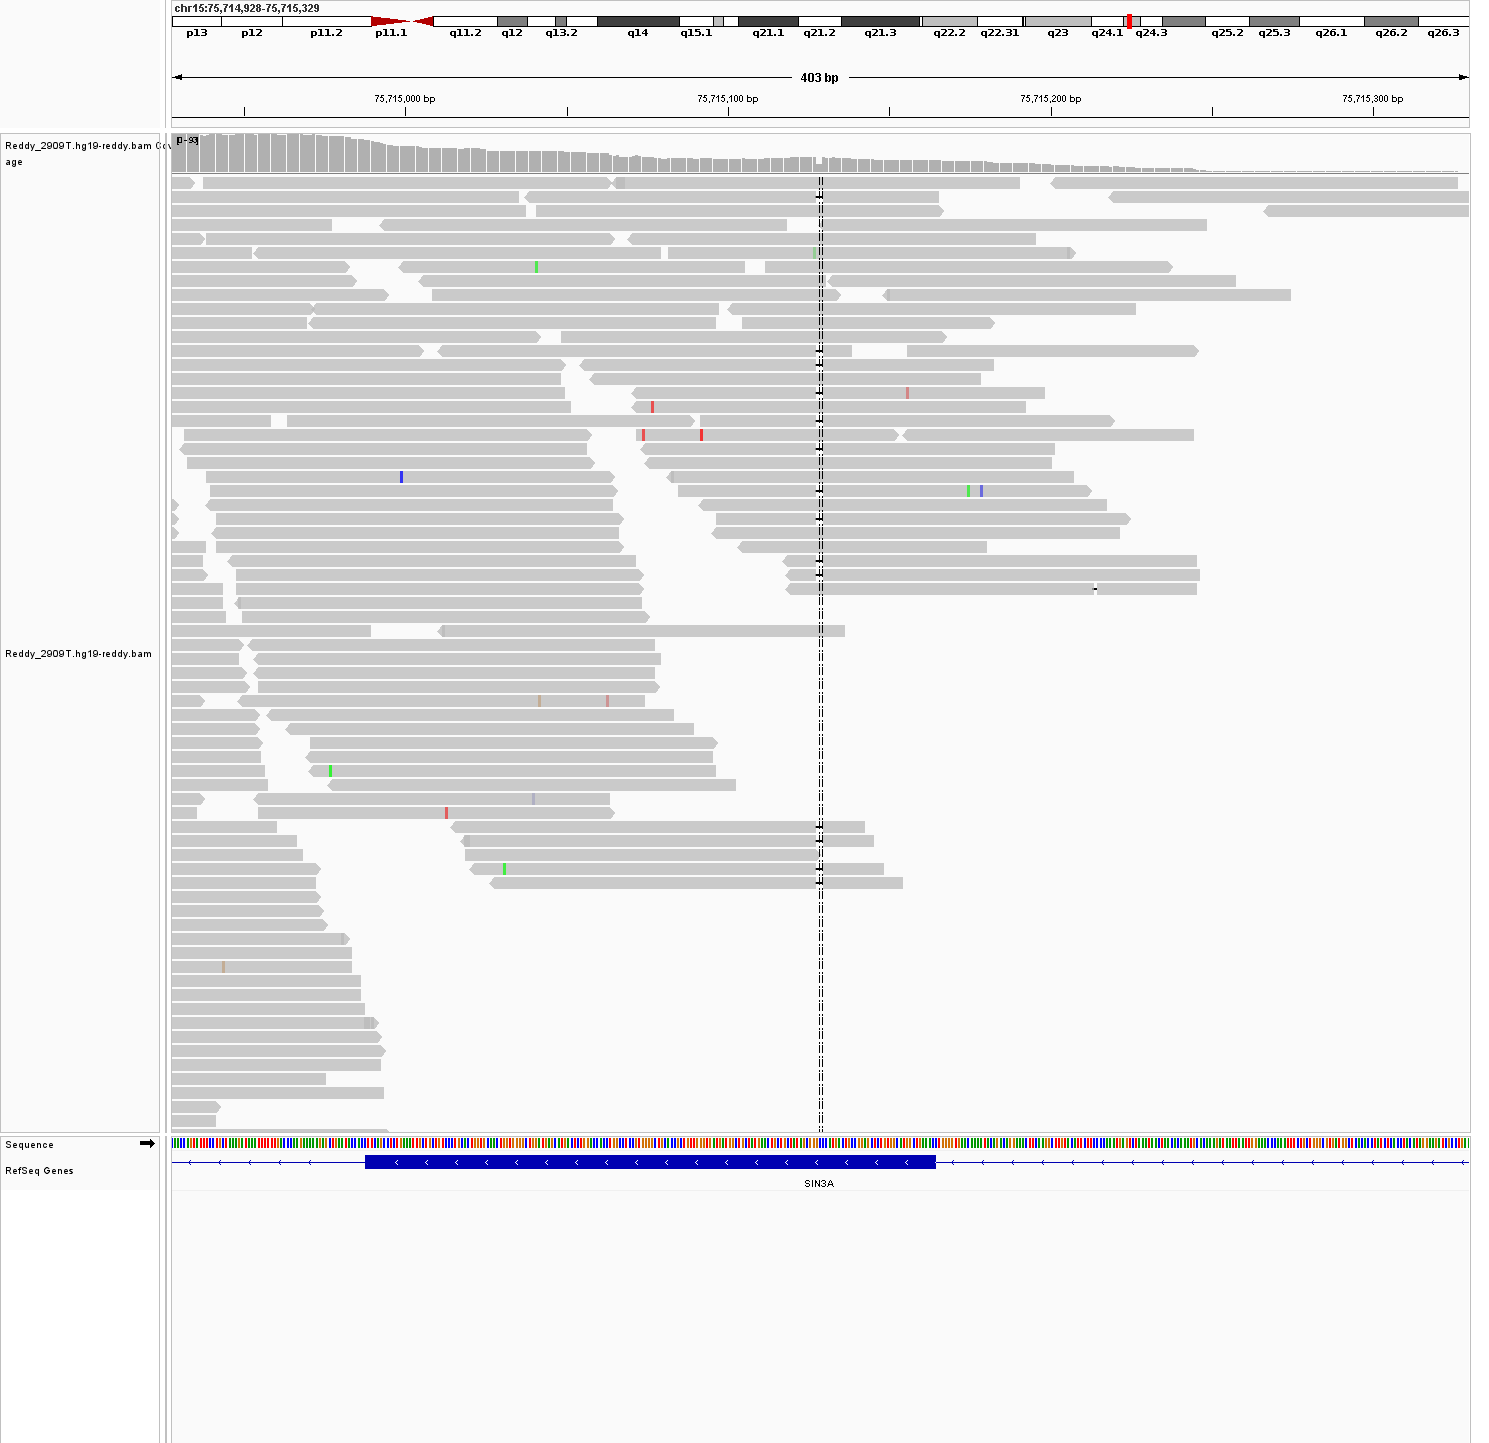 chr15:75,714,928-75,715,329
p13 p12 p11.2 p11.1 q11.2 q12 q13.2 q14 q15.1 q21.1 q21.2 q21.3 q22.2 q22.31 q23 q24.1 q24.3 q25.2 q25.3 q26.1 q26.2 q26.3
403 bp
75,715,000 bp 75,715,100 bp 75,715,200 bp 75,715,300 bp
[0-93]
Reddy_2909T.hg19-reddy.bam Cov
age
Reddy_2909T.hg19-reddy.bam
Sequence
RefSeq Genes
SIN3A